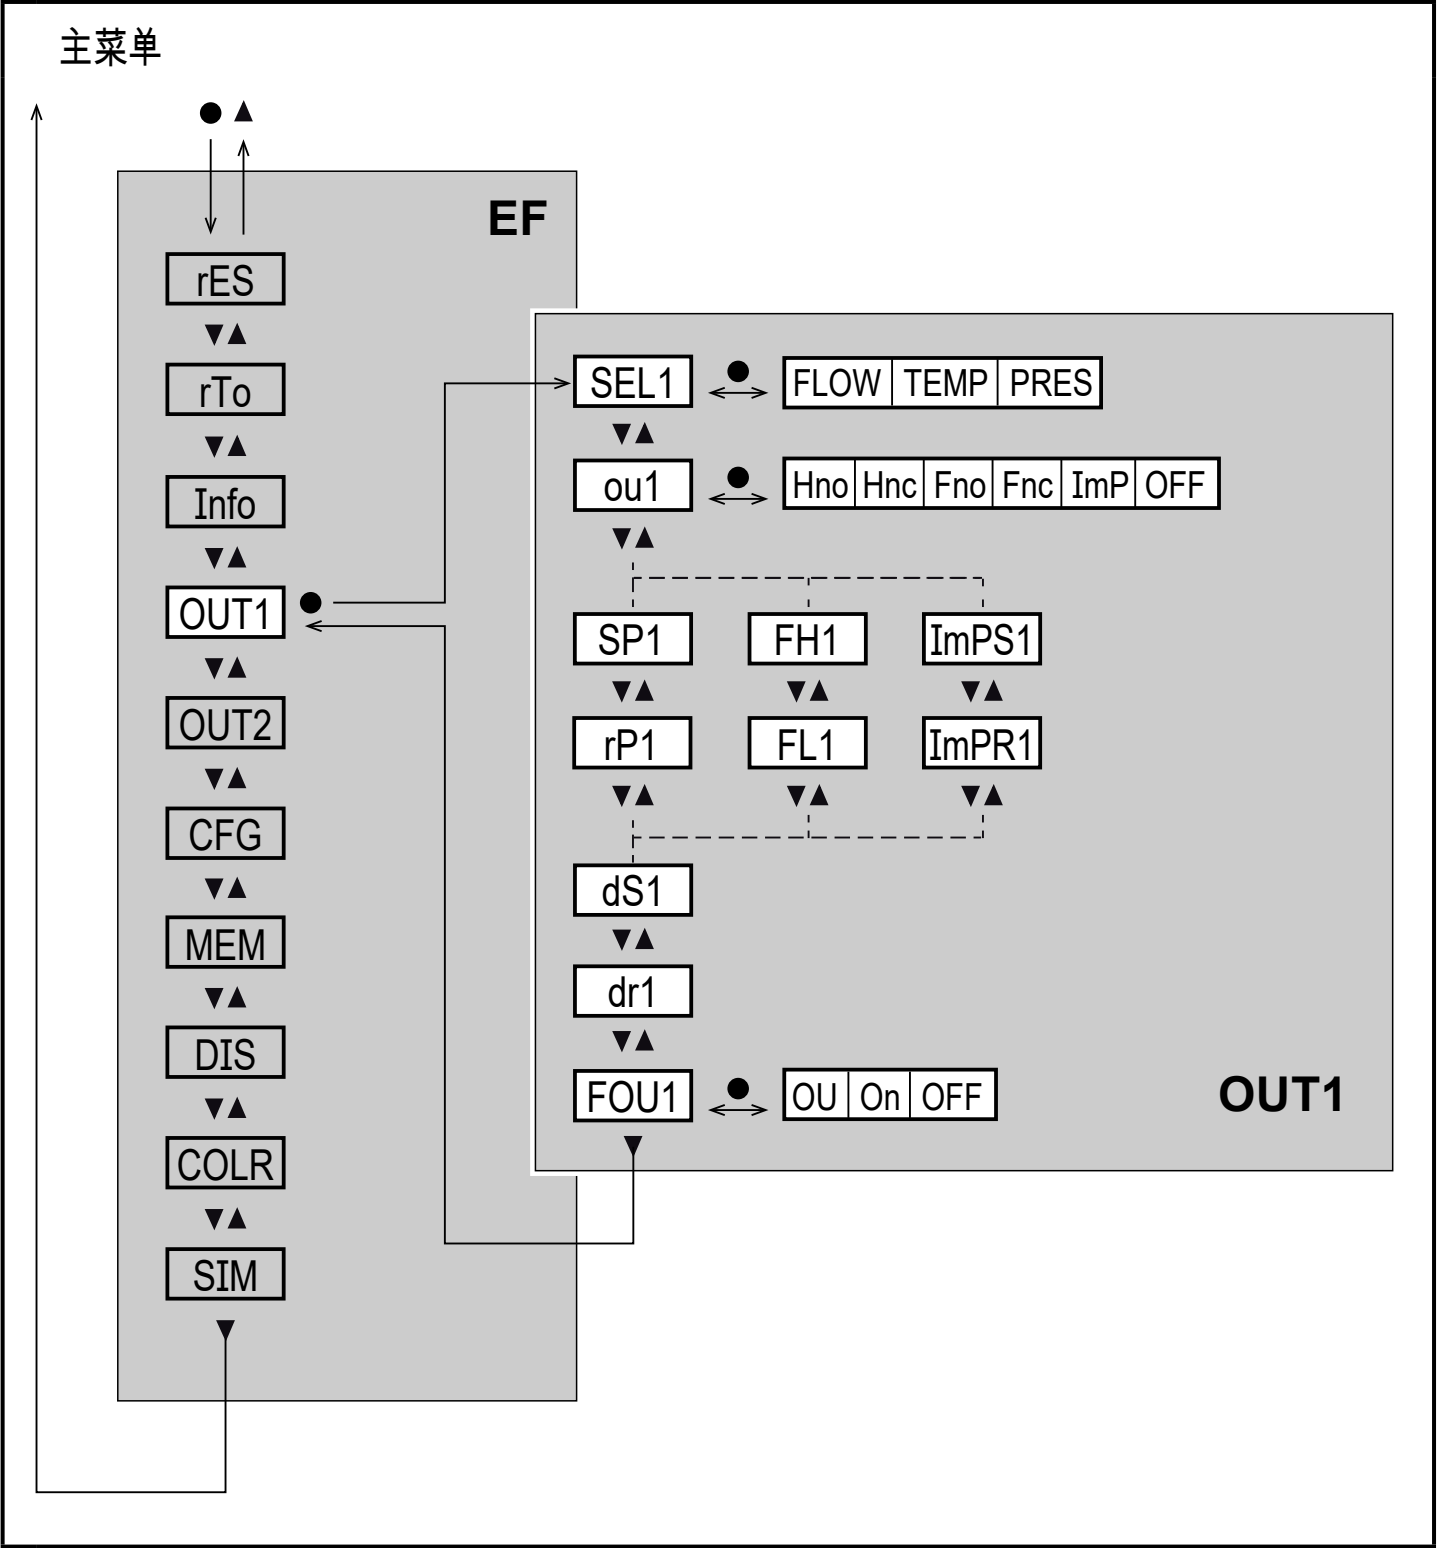 主菜单
EF
rES
rTo
Info
OUT1
OUT2
CFG
MEM
DIS
COLR
SIM
SEL1
FLOW TEMP PRES
ou1
Hno Hnc Fno Fnc ImP OFF
SP1 FH1 ImPS1
rP1 FL1 ImPR1
dS1
dr1
FOU1
OU On OFF
OUT1